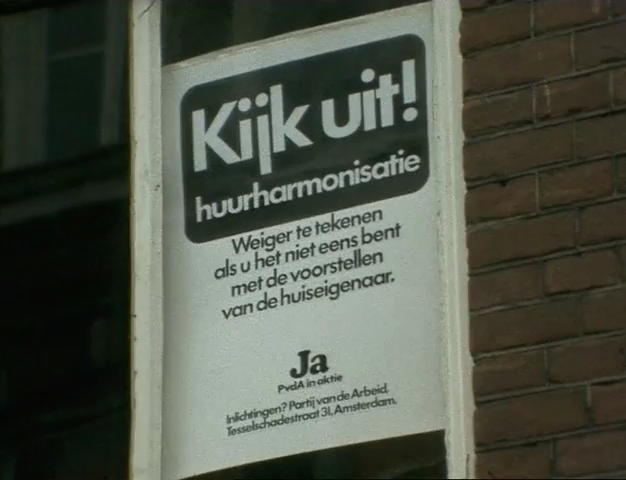 Kijk uit!
huurharmonisatie
Weiger te tekenen
als u het niet eens bent
met de voorstellen
van de huiseigenaar.
Ja
PvdA in aktie
Inlichtingen? Partij van de Arbeid,
Tesselschadestraat 31, Amsterdam.